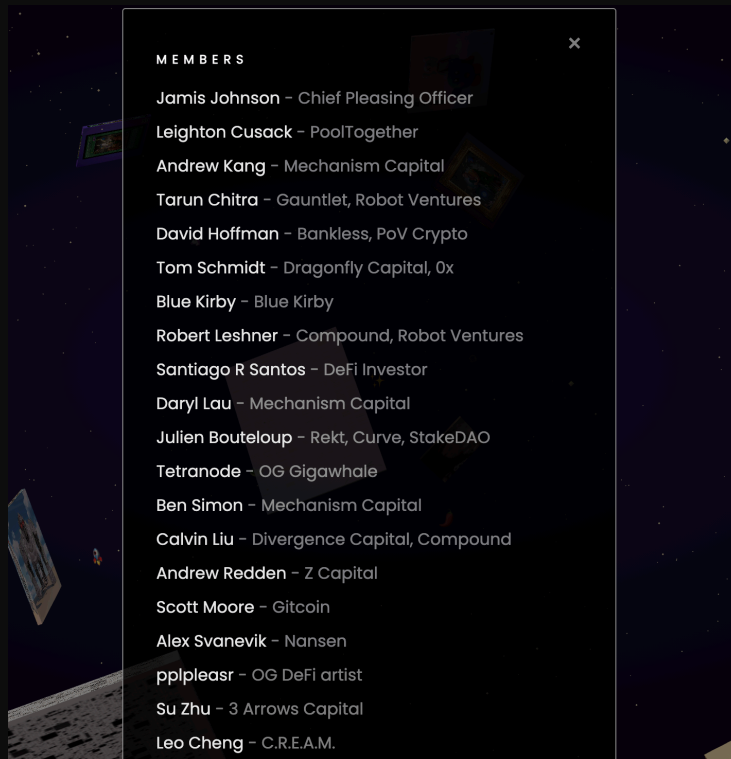 ×
MEMBERS
Jamis Johnson - Chief Pleasing Officer
Leighton Cusack - PoolTogether
Andrew Kang - Mechanism Capital
Tarun Chitra - Gauntlet, Robot Ventures
David Hoffman - Bankless, PoV Crypto
Tom Schmidt - Dragonfly Capital, 0x
Blue Kirby - Blue Kirby
Robert Leshner - Compound, Robot Ventures
Santiago R Santos - DeFi Investor
Daryl Lau - Mechanism Capital
Julien Bouteloup - Rekt, Curve, StakeDAO
Tetranode - OG Gigawhale
Ben Simon - Mechanism Capital
Calvin Liu - Divergence Capital, Compound
Andrew Redden - Z Capital
Scott Moore - Gitcoin
Alex Svanevik - Nansen
pplpleasr - OG DeFi artist
Su Zhu - 3 Arrows Capital
Leo Cheng - C.R.E.A.M.